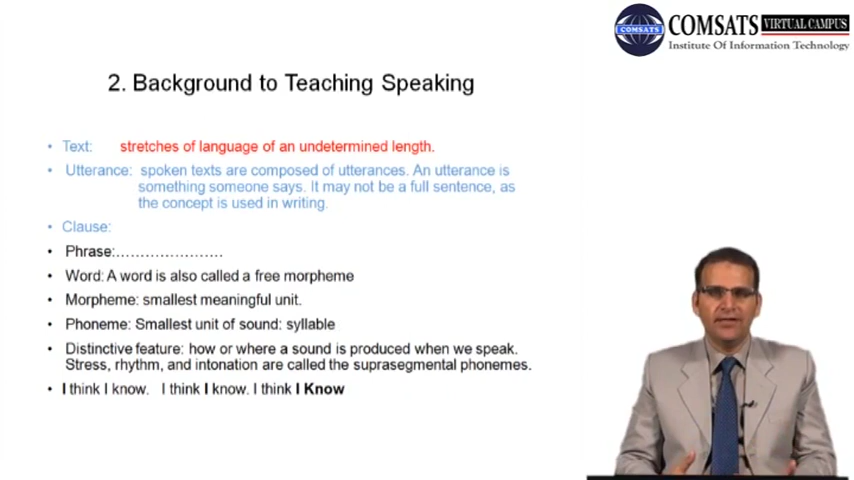 COMSATS VIRTUAL CAMPUS
COMSATS
Institute Of Information Technology
2. Background to Teaching Speaking
• Text: stretches of language of an undetermined length.
• Utterance: spoken texts are composed of utterances. An utterance is
something someone says. It may not be a full sentence, as
the concept is used in writing.
• Clause:
• Phrase:……………………
• Word: A word is also called a free morpheme
• Morpheme: smallest meaningful unit.
• Phoneme: Smallest unit of sound: syllable
• Distinctive feature: how or where a sound is produced when we speak.
Stress, rhythm, and intonation are called the suprasegmental phonemes.
• I think I know. I think I know. I think I Know